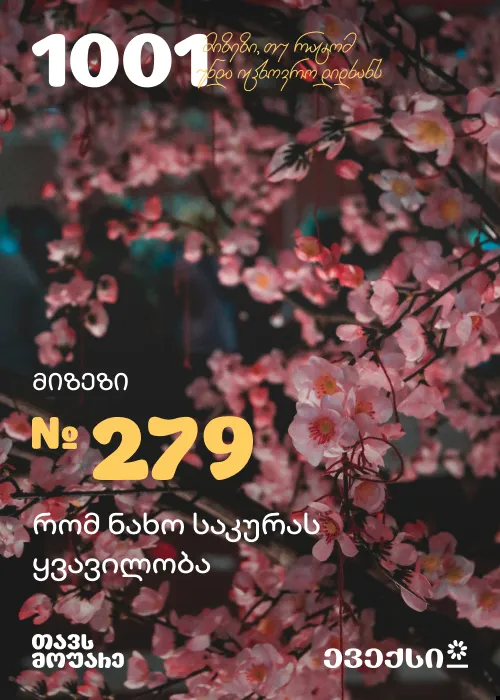 1001
მიზეზი, თუ რატომ
უნდა იცხოვრო დიდხანს
მიზეზი
№ 279
რომ ნახო საკურას
ყვავილობა
თავს
მოუარე
ევექსი